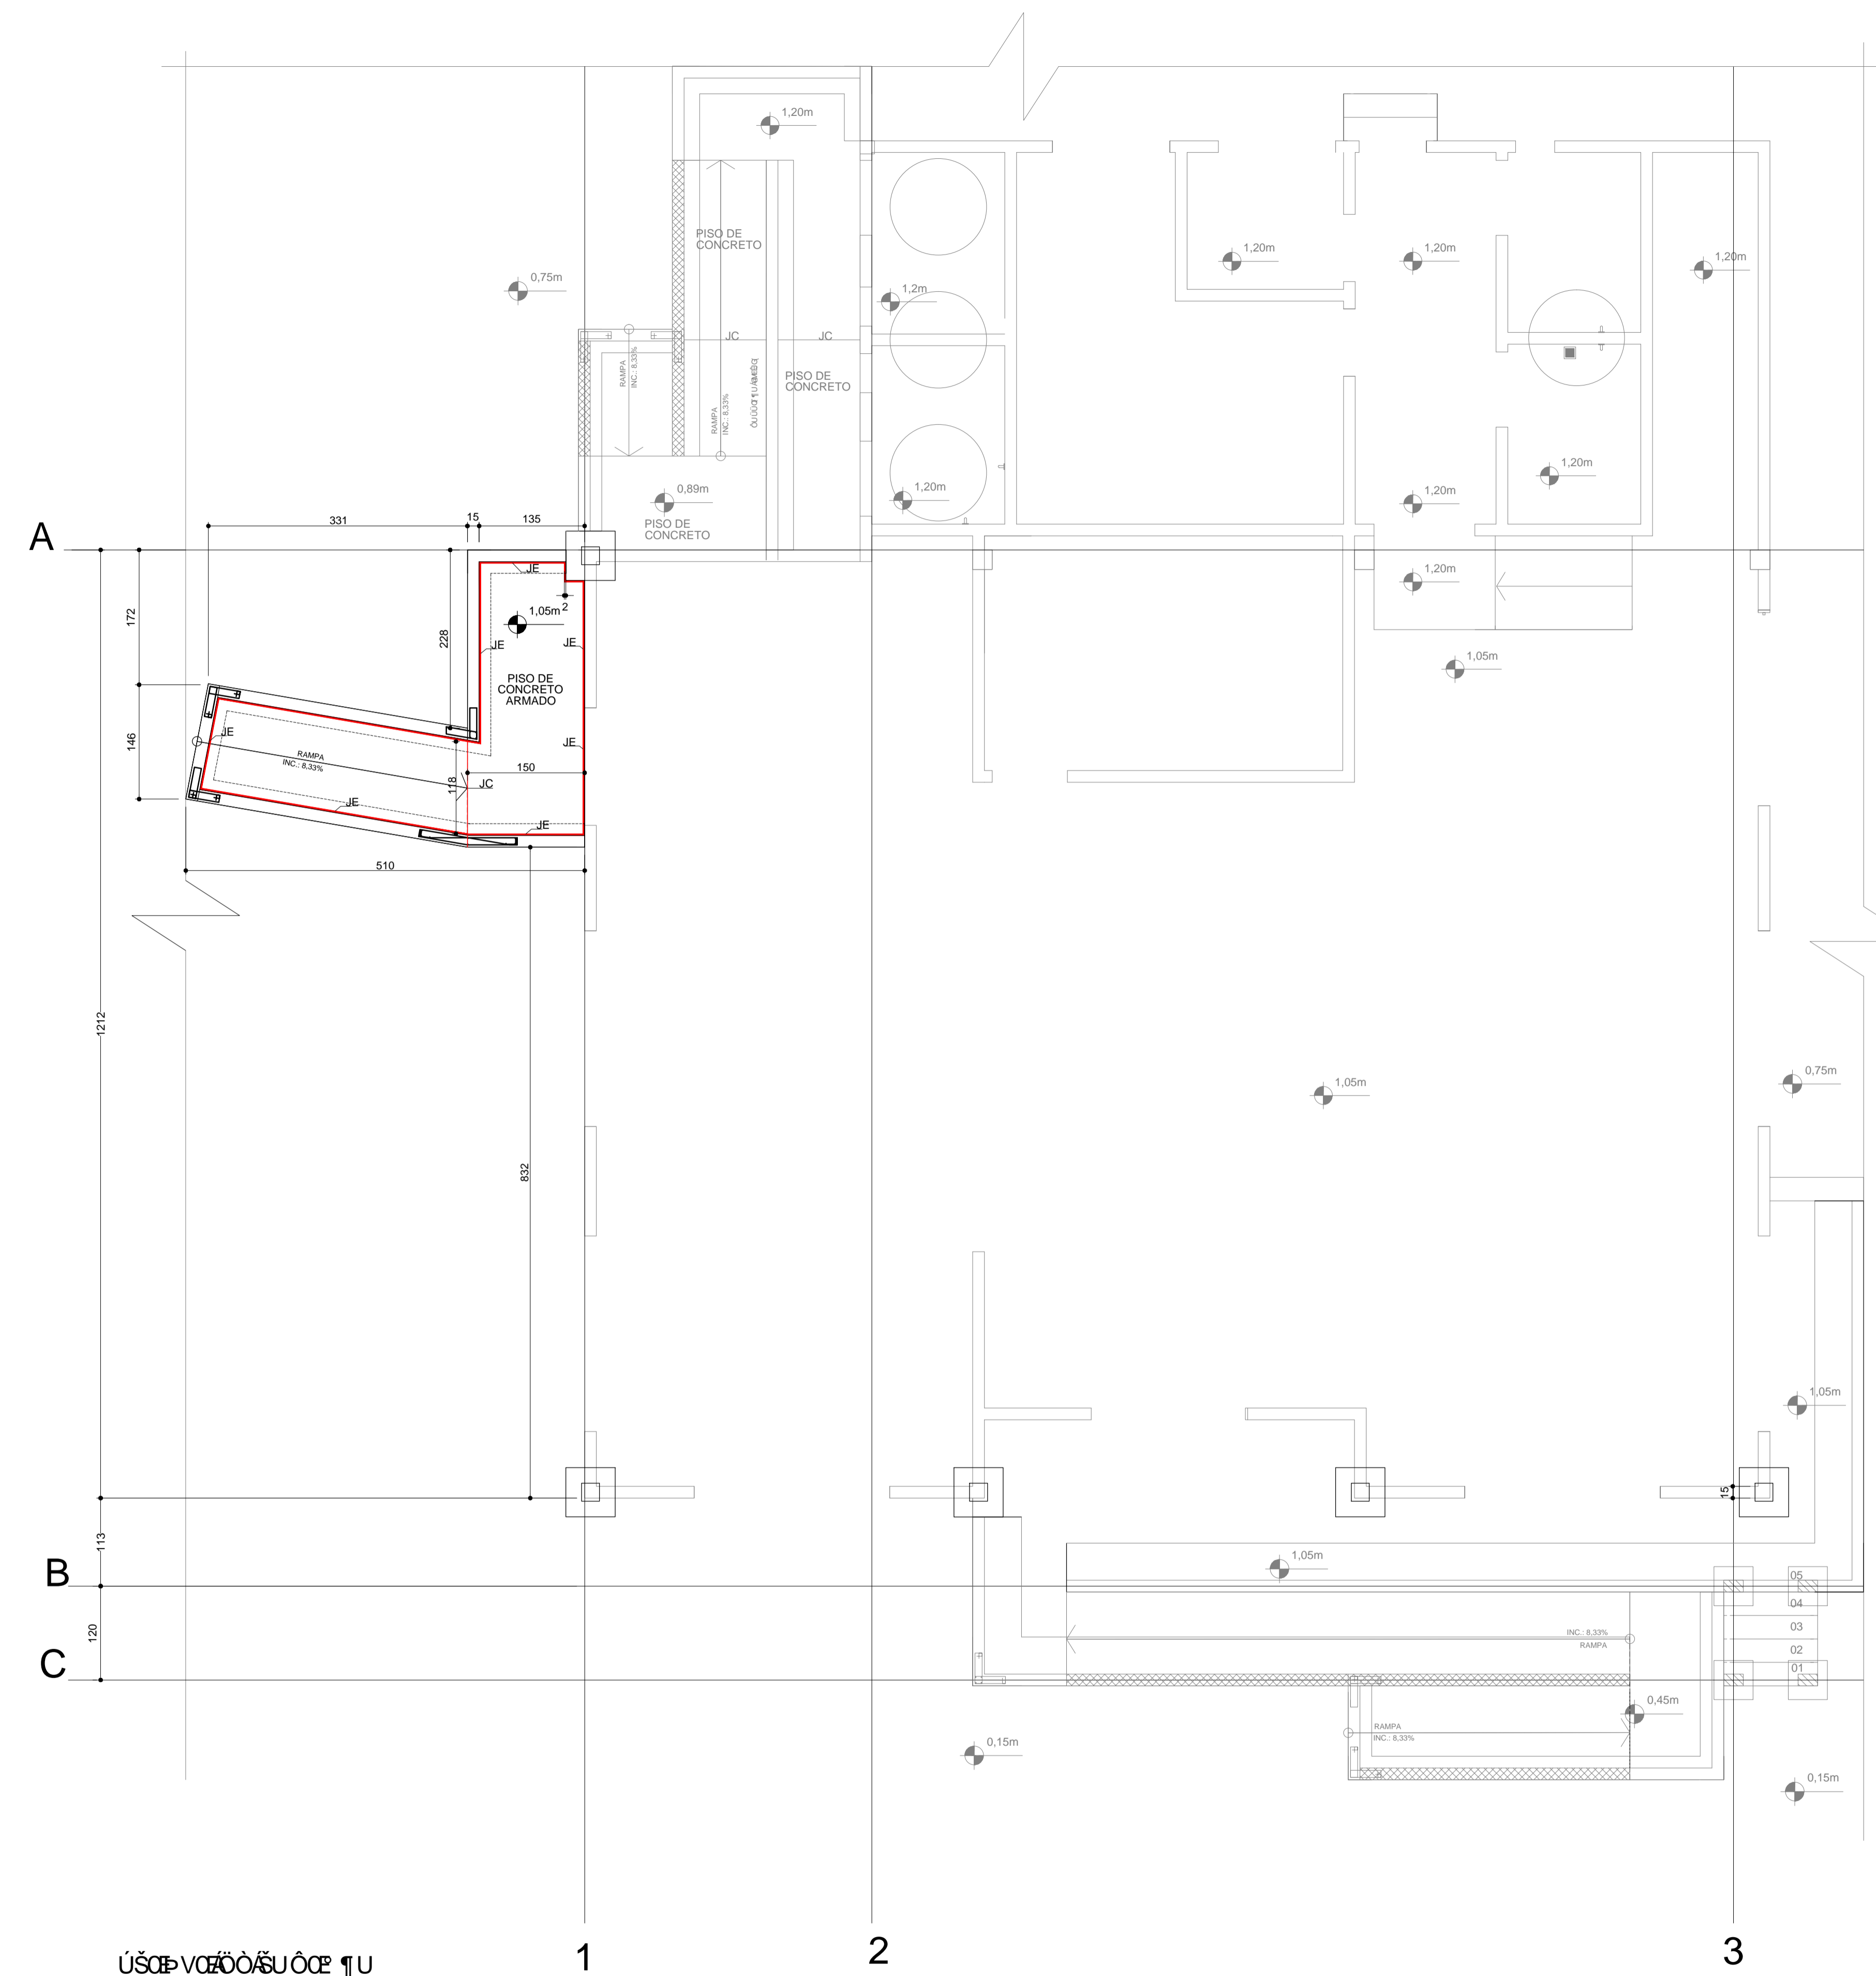 1,20m
PISO DE
CONCRETO
0,75m
1,20m
1,20m
1,20m
1,2m
JC
JC
RAMPA
INC.: 8,33%
PISO DE
CONCRETO
RAMPA
INC.: 8,33%
1,20m
1,20m
1,20m
0,89m
PISO DE
CONCRETO
331
15
135
A
JE
1,20m
2
1,05m
172
228
JE
JE
1,05m
PISO DE
CONCRETO
ARMADO
146
JE
JE
RAMPA
INC.: 8,33%
150
118
JC
JE
JE
510
1212
0,75m
1,05m
832
1,05m
15
113
1,05m
B
05
04
03
02
01
120
INC.: 8,33%
RAMPA
C
0,45m
RAMPA
INC.: 8,33%
0,15m
0,15m
1
2
3